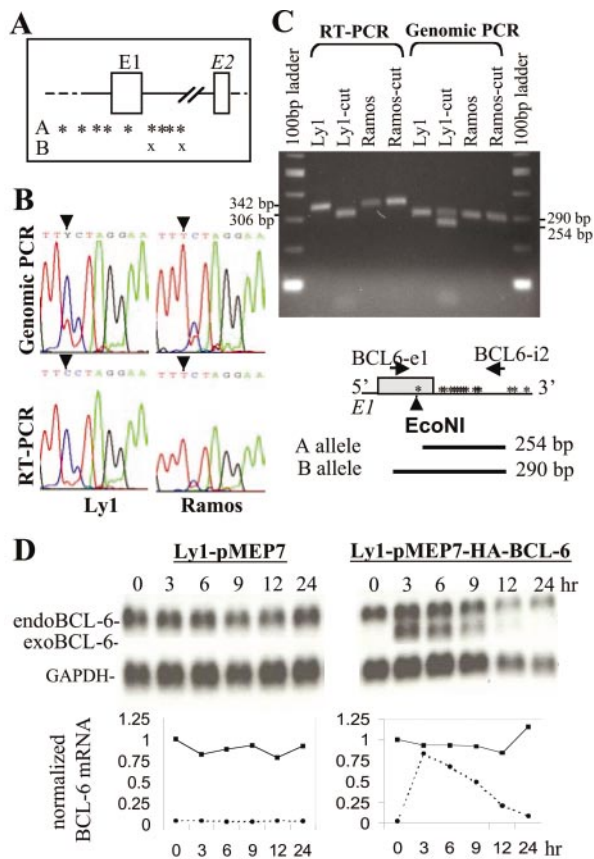 A
E1
E2
A * * * * * * * * *
B x x
B
Genomic PCR
T T Y C T A G G A A
T T T C T A G G A A
RT-PCR
T T C C T A G G A A
T T T C T A G G A A
Ly1
Ramos
C
RT-PCR
Genomic PCR
100bp ladder
Ly1
Ly1-cut
Ramos
Ramos-cut
Ly1
Ly1-cut
Ramos
Ramos-cut
100bp ladder
342 bp
306 bp
290 bp
254 bp
BCL6-e1
BCL6-i2
5’
3’
E1
EcoNI
A allele 254 bp
B allele 290 bp
D
Ly1-pMEP7
Ly1-pMEP7-HA-BCL-6
0 3 6 9 12 24
0 3 6 9 12 24 hr
endoBCL-6-
exoBCL-6-
GAPDH-
normalized
BCL-6 mRNA
1.25
1
0.75
0.5
0.25
0
0 3 6 9 12 24
1.25
1
0.75
0.5
0.25
0
0 3 6 9 12 24 hr